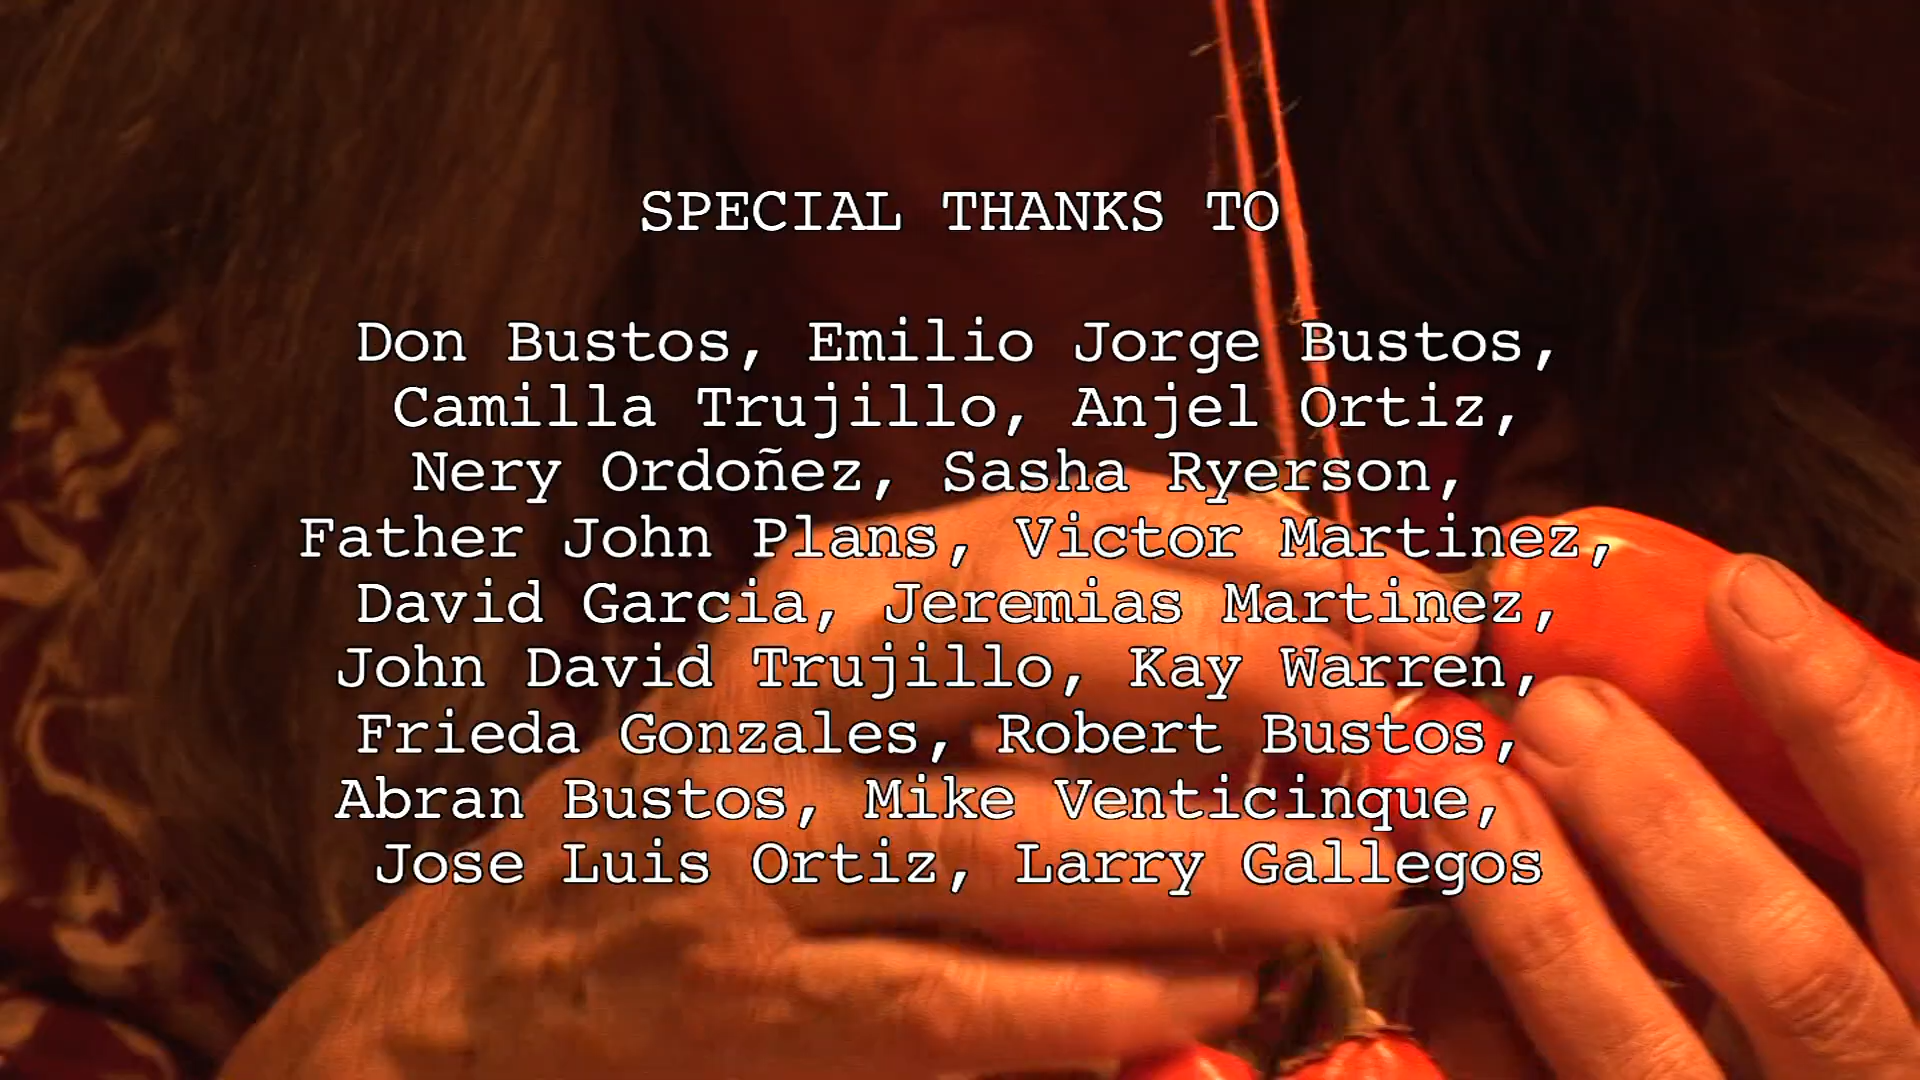 SPECIAL THANKS TO
Don Bustos, Emilio Jorge Bustos,
Camilla Trujillo, Anjel Ortiz,
Nery Ordoñez, Sasha Ryerson,
Father John Plans, Victor Martinez,
David Garcia, Jeremias Martinez,
John David Trujillo, Kay Warren,
Frieda Gonzales, Robert Bustos,
Abran Bustos, Mike Venticinque,
Jose Luis Ortiz, Larry Gallegos